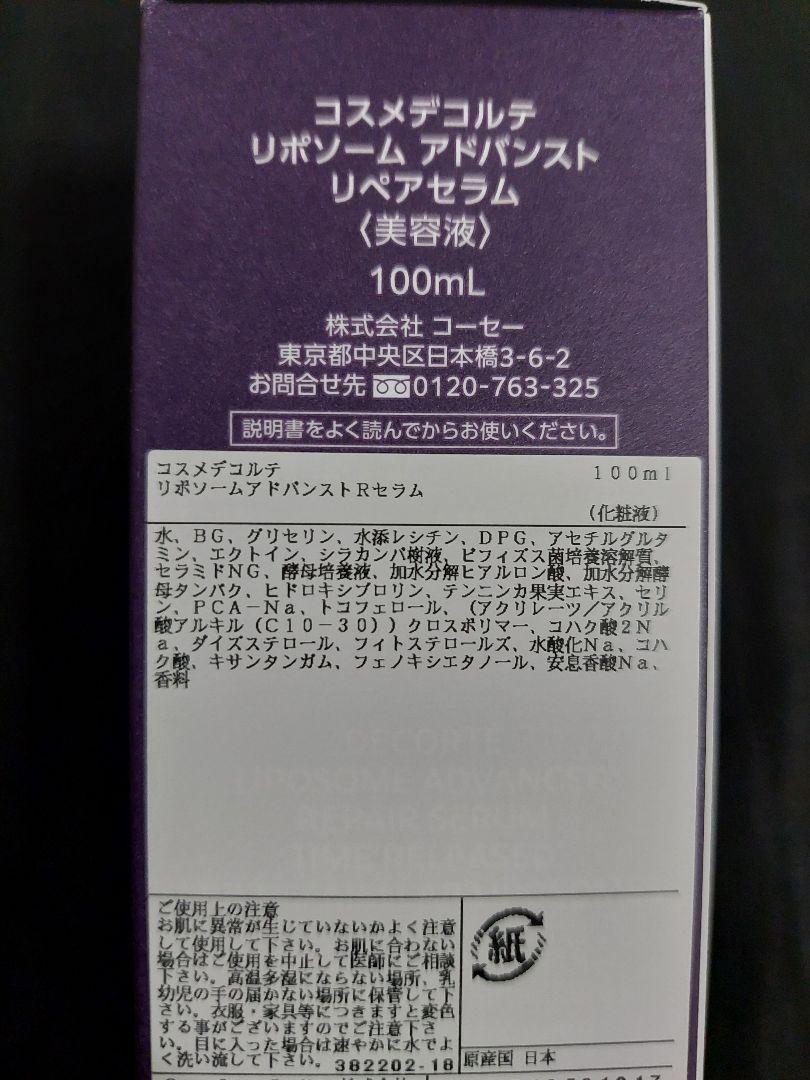 コスメデコルテ
リポソーム アドバンスト
リペアセラム
〈美容液〉
100mL
株式会社 コーセー
東京都中央区日本橋3-6-2
お問合せ先 0120-763-325
説明書をよく読んでからお使いください。
コスメデコルテ 100ml
リポソームアドバンストRセラム
(化粧液)
水、BG、グリセリン、水添レシチン、DPG、アセチルグルタ
ミン、エクトイン、シラカンバ樹液、ビフィズス菌培養溶解質、
セラミドNG、酵母培養液、加水分解ヒアルロン酸、加水分解酵
母タンパク、ヒドロキシプロリン、テンニンカ果実エキス、セリ
ン、PCA-Na、トコフェロール、(アクリレーツ/アクリル
酸アルキル(C10-30))クロスポリマー、コハク酸2N
a、ダイズステロール、フィトステロールズ、水酸化Na、コハ
ク酸、キサンタンガム、フェノキシエタノール、安息香酸Na、
香料
DECORTÉ
LIPOSOME ADVANCED
REPAIR SERUM
ご使用上の注意
お肌に異常が生じていないかよく注意
して使用して下さい。お肌に合わない
場合はご使用を中止して医師にご相談
下さい。高温多湿にならない場所、乳
幼児の手の届かない場所に保管して下
さい。衣服・家具等につきますと変色
する事がございますのでご注意下さ
い。目に入った場合は速やかに水でよ
く洗い流して下さい。382202-18
紙
原産国 日本